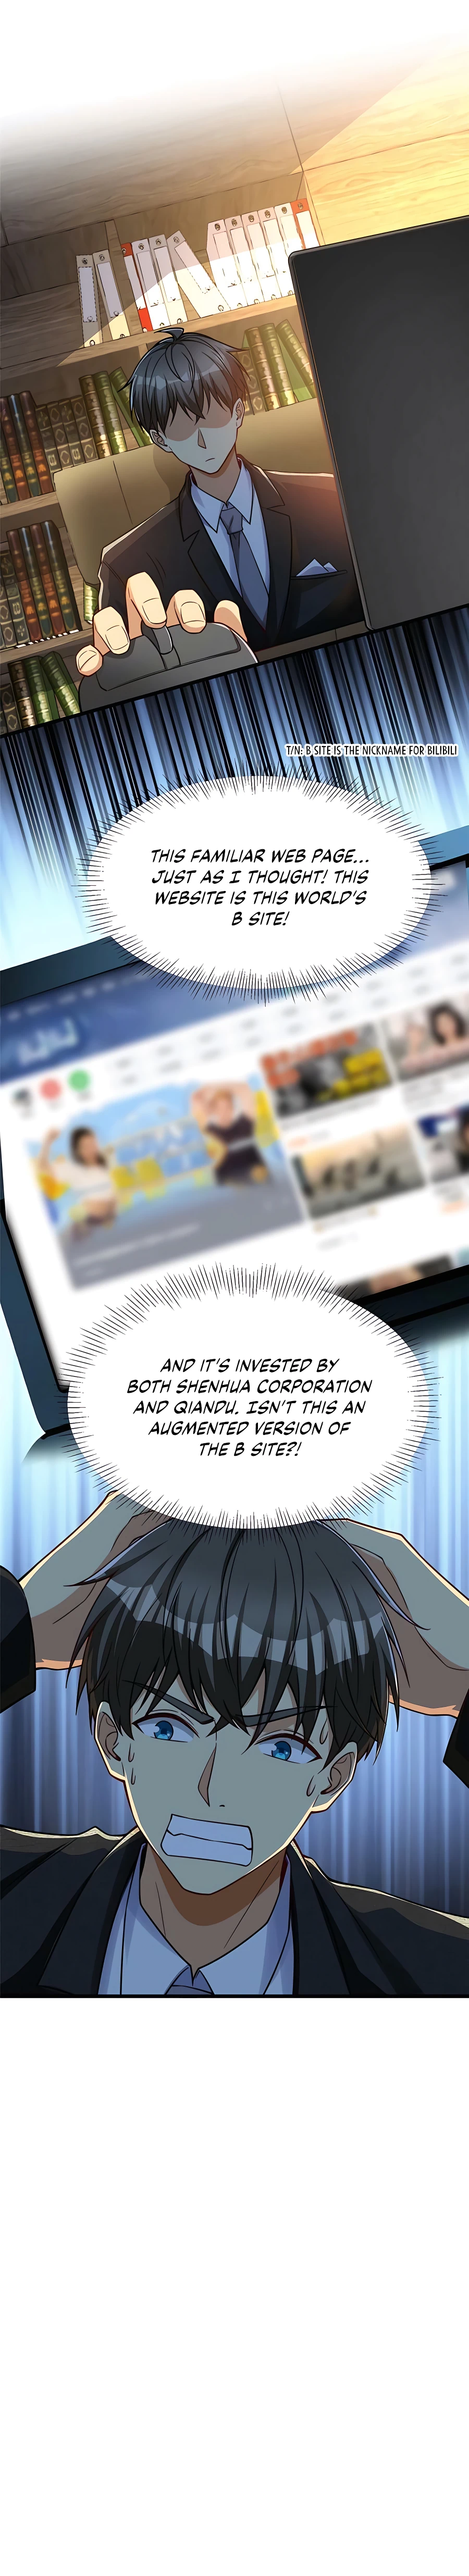 T/N: B SITE IS THE NICKNAME FOR BILIBILI
THIS FAMILIAR WEB PAGE...
JUST AS I THOUGHT! THIS
WEBSITE IS THIS WORLD'S
B SITE!
AND IT'S INVESTED BY
BOTH SHENHUA CORPORATION
AND QIANDU. ISN'T THIS AN
AUGMENTED VERSION OF
THE B SITE?!